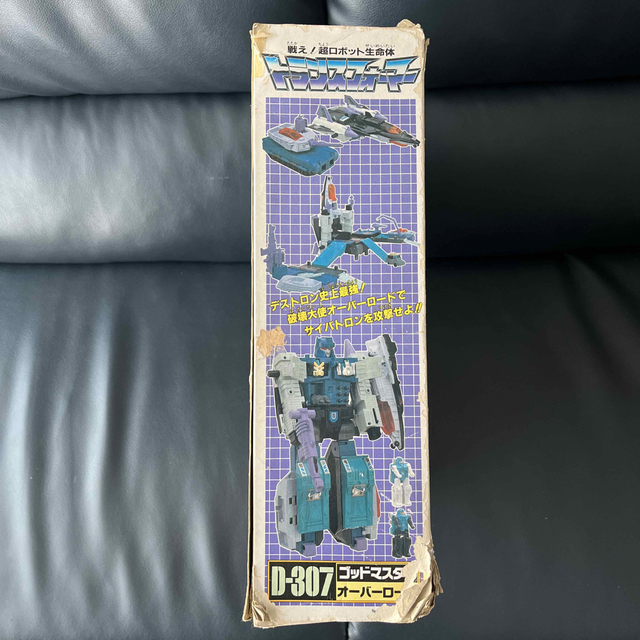 戦え!超ロボット生命体
トランスフォーマー
デストロン史上最強!
破壊大使オーバーロードで
サイバトロンを攻撃せよ!!
D-307
ゴッドマスター
オーバーロー